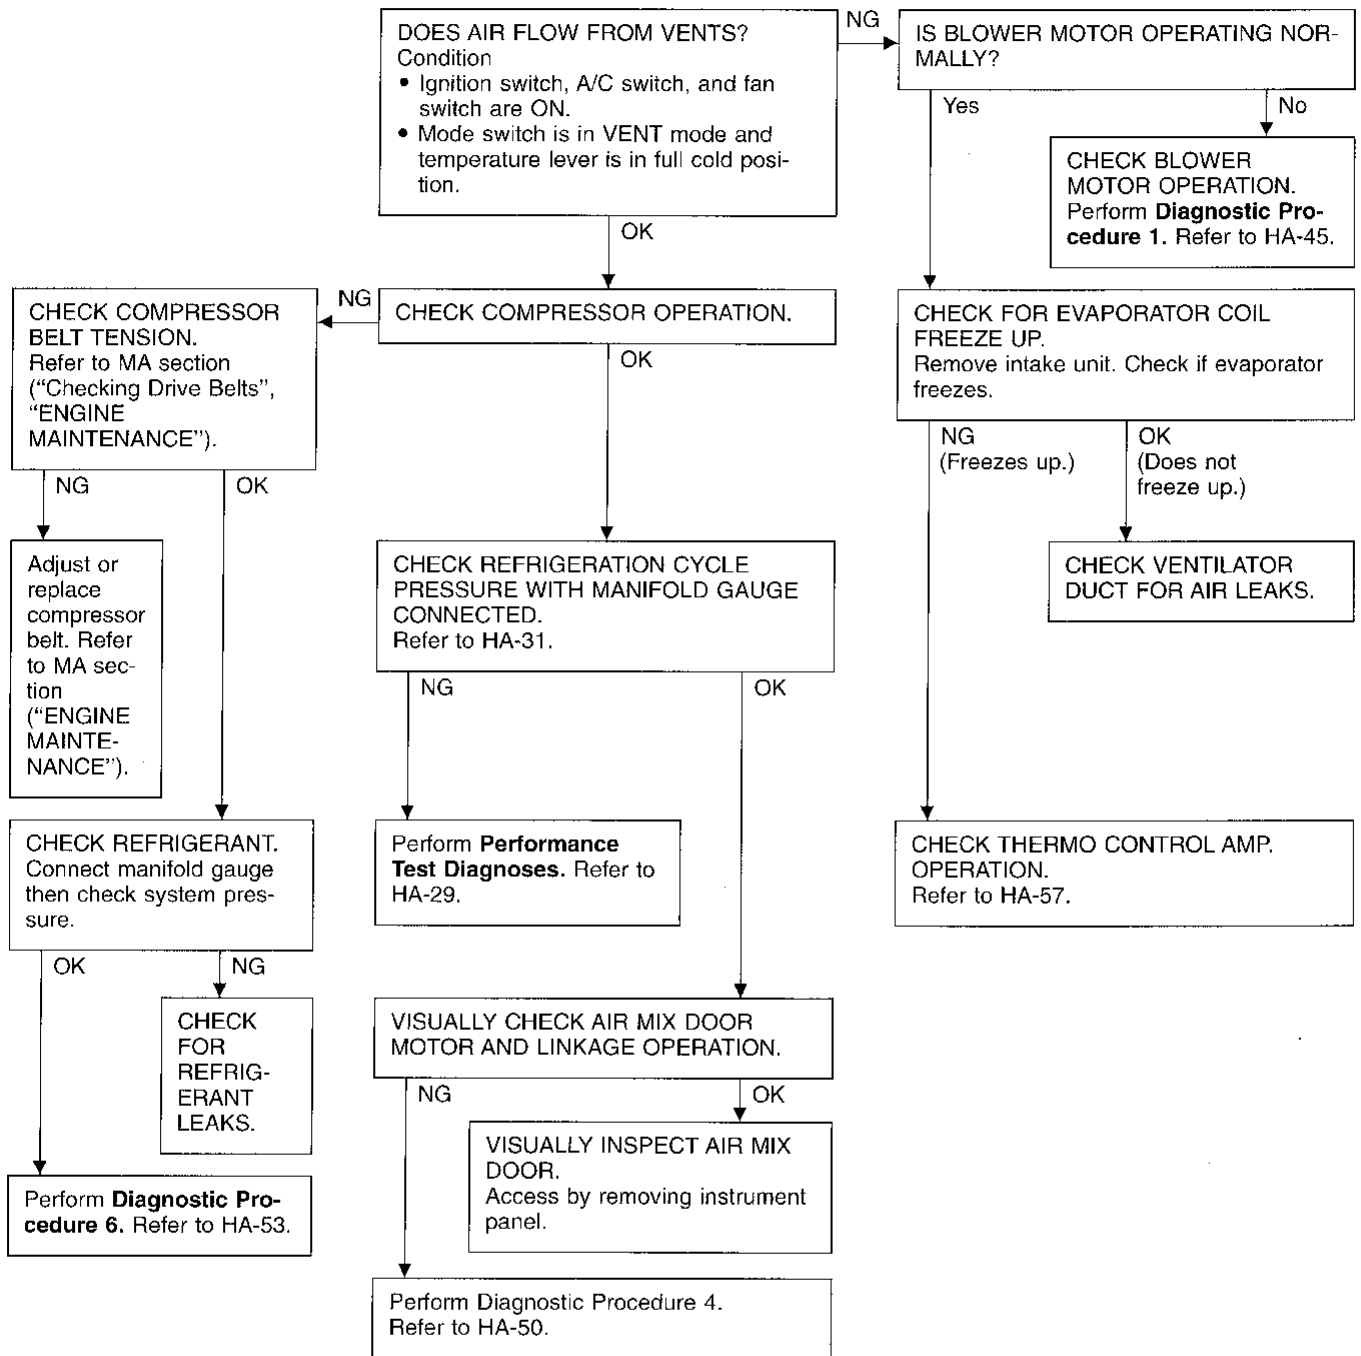 DOES AIR FLOW FROM VENTS?
Condition
• Ignition switch, A/C switch, and fan
switch are ON.
• Mode switch is in VENT mode and
temperature lever is in full cold posi-
tion.
NG
IS BLOWER MOTOR OPERATING NOR-
MALLY?
Yes
No
CHECK BLOWER
MOTOR OPERATION.
Perform Diagnostic Pro-
cedure 1. Refer to HA-45.
OK
CHECK COMPRESSOR OPERATION.
NG
CHECK COMPRESSOR
BELT TENSION.
Refer to MA section
(“Checking Drive Belts”,
“ENGINE
MAINTENANCE”).
OK
CHECK FOR EVAPORATOR COIL
FREEZE UP.
Remove intake unit. Check if evaporator
freezes.
NG
(Freezes up.)
OK
(Does not
freeze up.)
NG
OK
Adjust or
replace
compressor
belt. Refer
to MA sec-
tion
(“ENGINE
MAINTE-
NANCE”).
CHECK REFRIGERATION CYCLE
PRESSURE WITH MANIFOLD GAUGE
CONNECTED.
Refer to HA-31.
CHECK VENTILATOR
DUCT FOR AIR LEAKS.
NG
OK
CHECK REFRIGERANT.
Connect manifold gauge
then check system pres-
sure.
Perform Performance
Test Diagnoses. Refer to
HA-29.
CHECK THERMO CONTROL AMP.
OPERATION.
Refer to HA-57.
OK
NG
CHECK
FOR
REFRIG-
ERANT
LEAKS.
VISUALLY CHECK AIR MIX DOOR
MOTOR AND LINKAGE OPERATION.
NG
OK
VISUALLY INSPECT AIR MIX
DOOR.
Access by removing instrument
panel.
Perform Diagnostic Pro-
cedure 6. Refer to HA-53.
Perform Diagnostic Procedure 4.
Refer to HA-50.